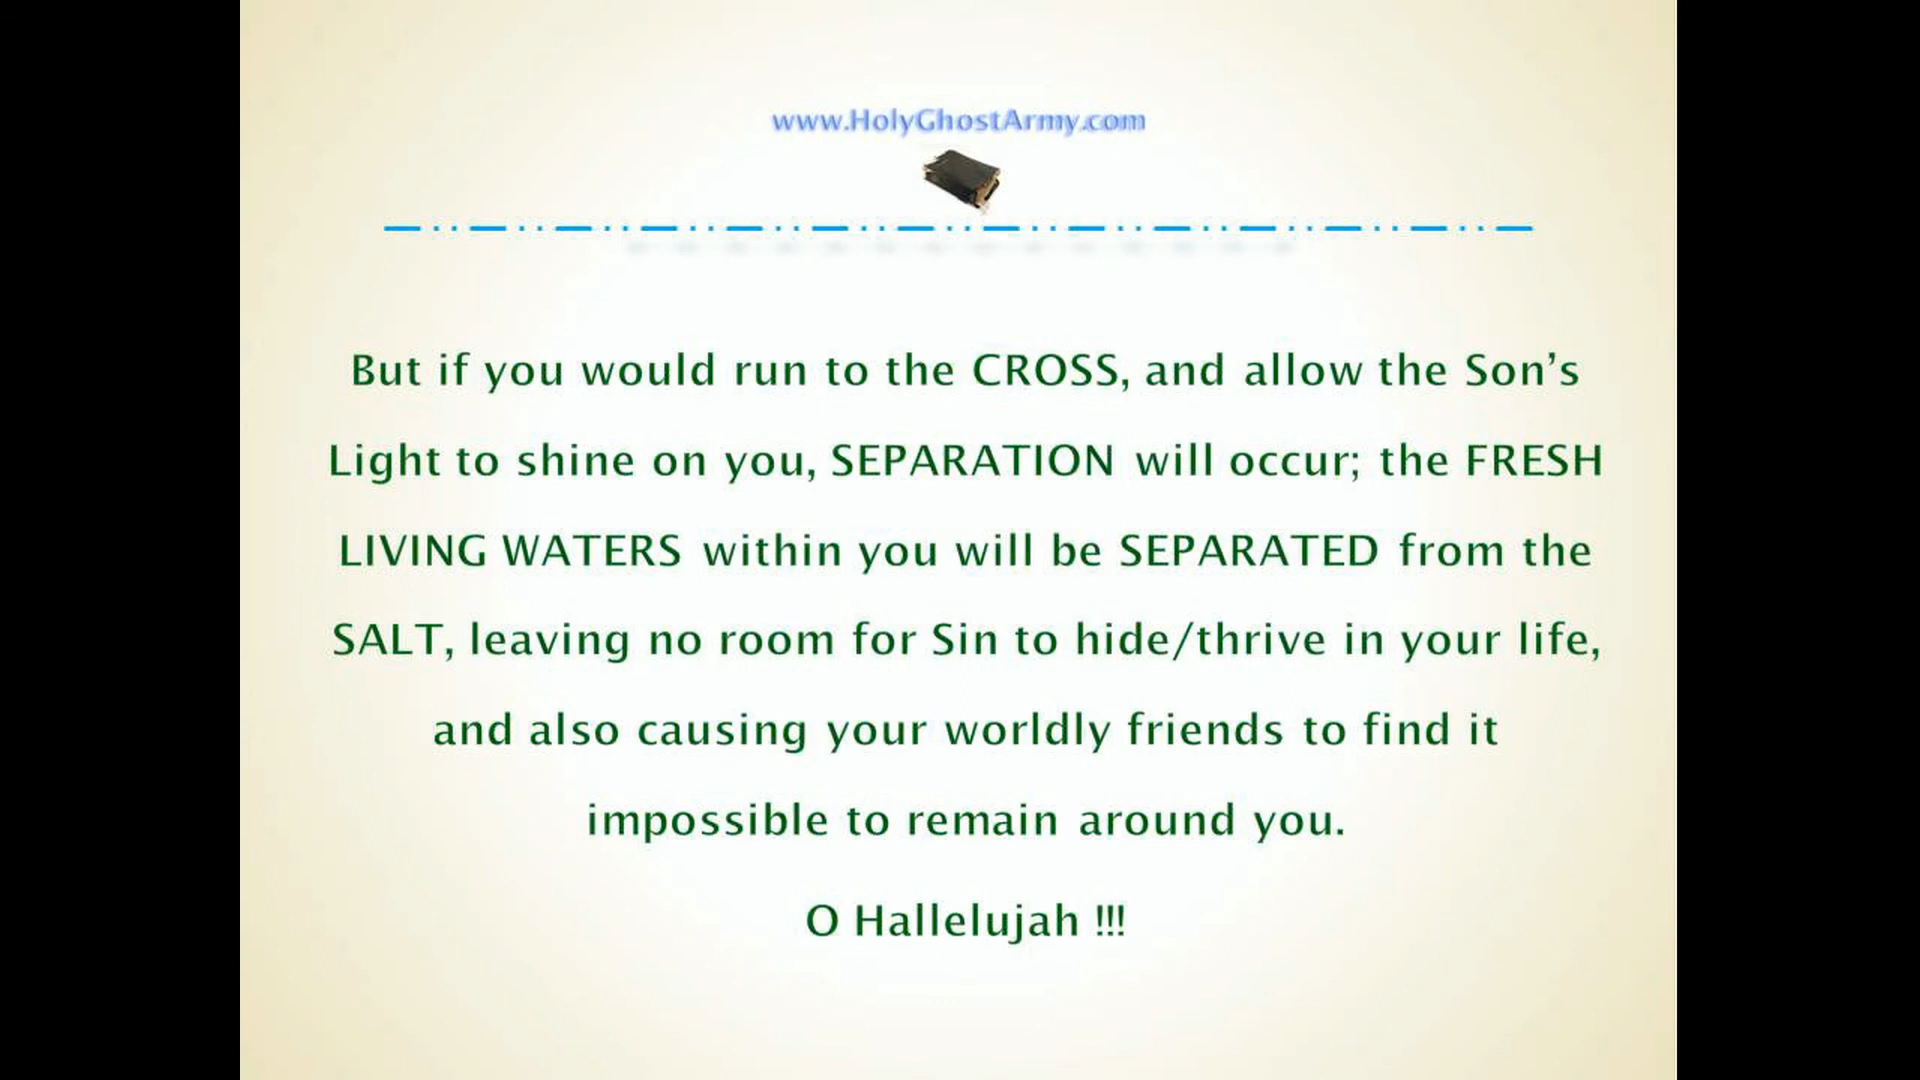 www.HolyGhostArmy.com
But if you would run to the CROSS, and allow the Son’s
Light to shine on you, SEPARATION will occur; the FRESH
LIVING WATERS within you will be SEPARATED from the
SALT, leaving no room for Sin to hide/thrive in your life,
and also causing your worldly friends to find it
impossible to remain around you.
O Hallelujah !!!